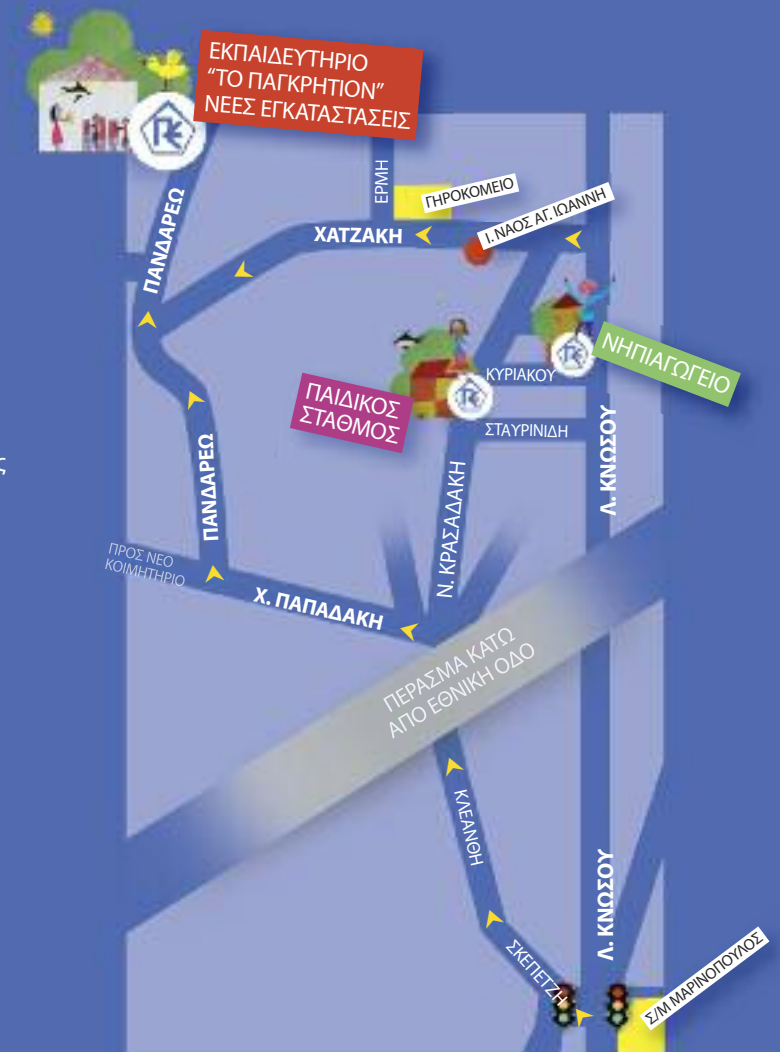 ΕΚΠΑΙΔΕΥΤΗΡΙΟ
“ΤΟ ΠΑΓΚΡΗΤΙΟΝ”
ΝΕΕΣ ΕΓΚΑΤΑΣΤΑΣΕΙΣ
ΕΡΜΗ
ΓΗΡΟΚΟΜΕΙΟ
Ι. ΝΑΟΣ ΑΓ. ΙΩΑΝΝΗ
ΧΑΤΖΑΚΗ
ΠΑΝΔΑΡΕΩ
ΝΗΠΙΑΓΩΓΕΙΟ
ΚΥΡΙΑΚΟΥ
ΠΑΙΔΙΚΟΣ
ΣΤΑΘΜΟΣ
ΣΤΑΥΡΙΝΙΔΗ
Λ. ΚΝΩΣΟΥ
ς
ΠΑΝΔΑΡΕΩ
Ν. ΚΡΑΣΑΔΑΚΗ
ΠΡΟΣ ΝΕΟ
ΚΟΙΜΗΤΗΡΙΟ
Χ. ΠΑΠΑΔΑΚΗ
ΠΕΡΑΣΜΑ ΚΑΤΩ
ΑΠΟ ΕΘΝΙΚΗ ΟΔΟ
ΚΛΕΑΝΘΗ
Λ. ΚΝΩΣΟΥ
ΣΚΕΠΕΤΖΗ
Σ/Μ ΜΑΡΙΝΟΠΟΥΛΟΣ